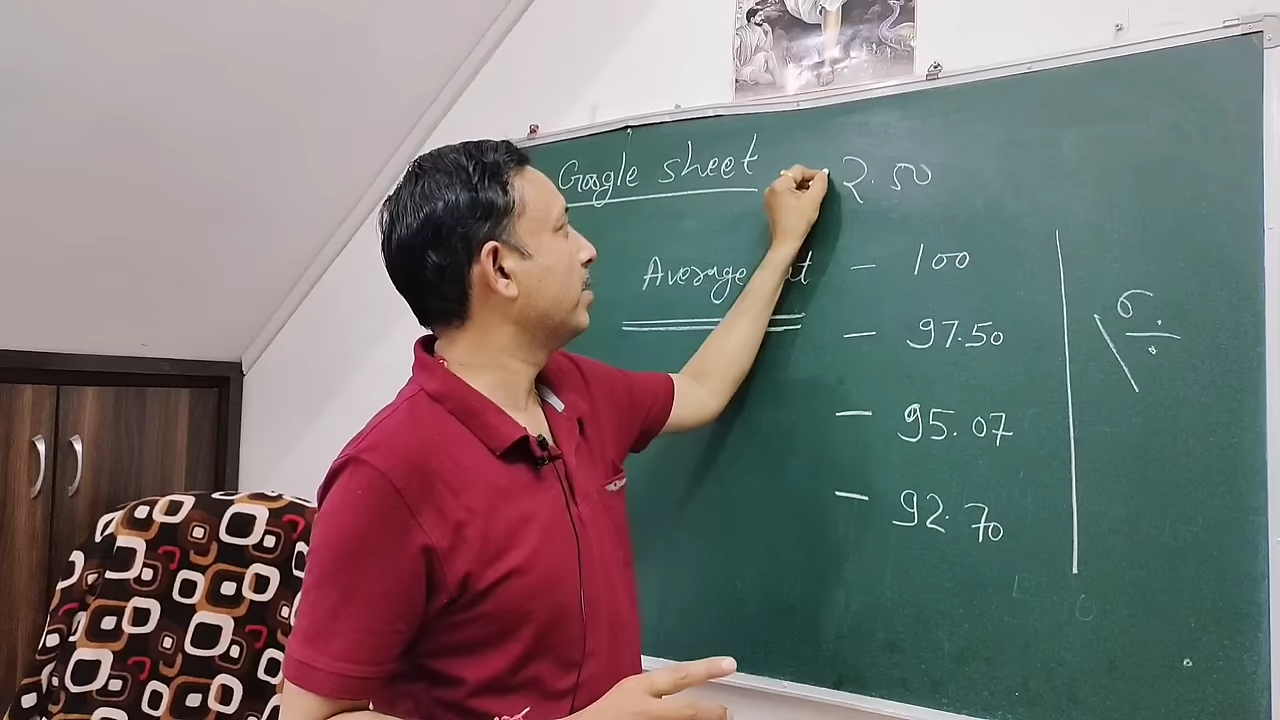 Google sheet 2.50
Average — 100
— 97.50
— 95.07
— 92.70
σ ÷